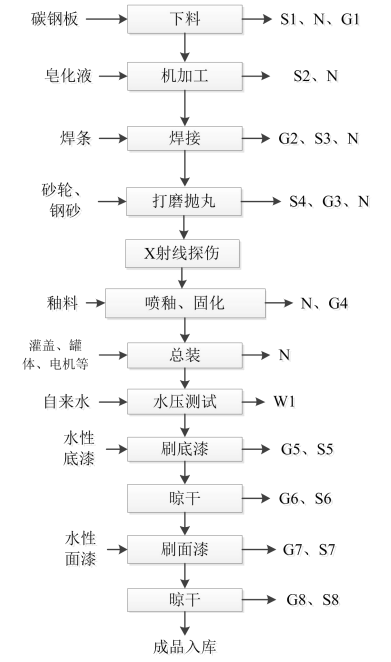 碳钢板 下料 S1、N、G1
皂化液 机加工 S2、N
焊条 焊接 G2、S3、N
砂轮、
钢砂
打磨抛丸 S4、G3、N
X射线探伤
釉料 喷釉、固化 N、G4
灌盖、罐
体、电机等
总装 N
自来水 水压测试 W1
水性
底漆
刷底漆 G5、S5
晾干 G6、S6
水性
面漆
刷面漆 G7、S7
晾干 G8、S8
成品入库